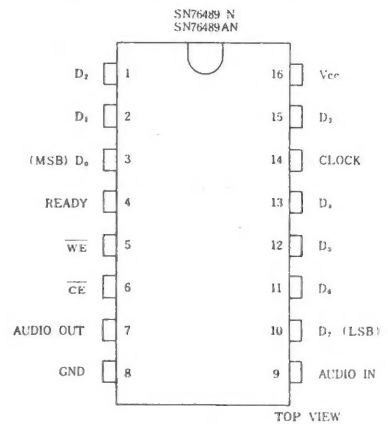 SN76489 N
SN76489AN
D₂ 1 16 Vcc
D₁ 2 15 D₃
(MSB) D₀ 3 14 CLOCK
READY 4 13 D₄
WE 5 12 D₅
CE 6 11 D₆
AUDIO OUT 7 10 D₇ (LSB)
GND 8 9 AUDIO IN
TOP VIEW